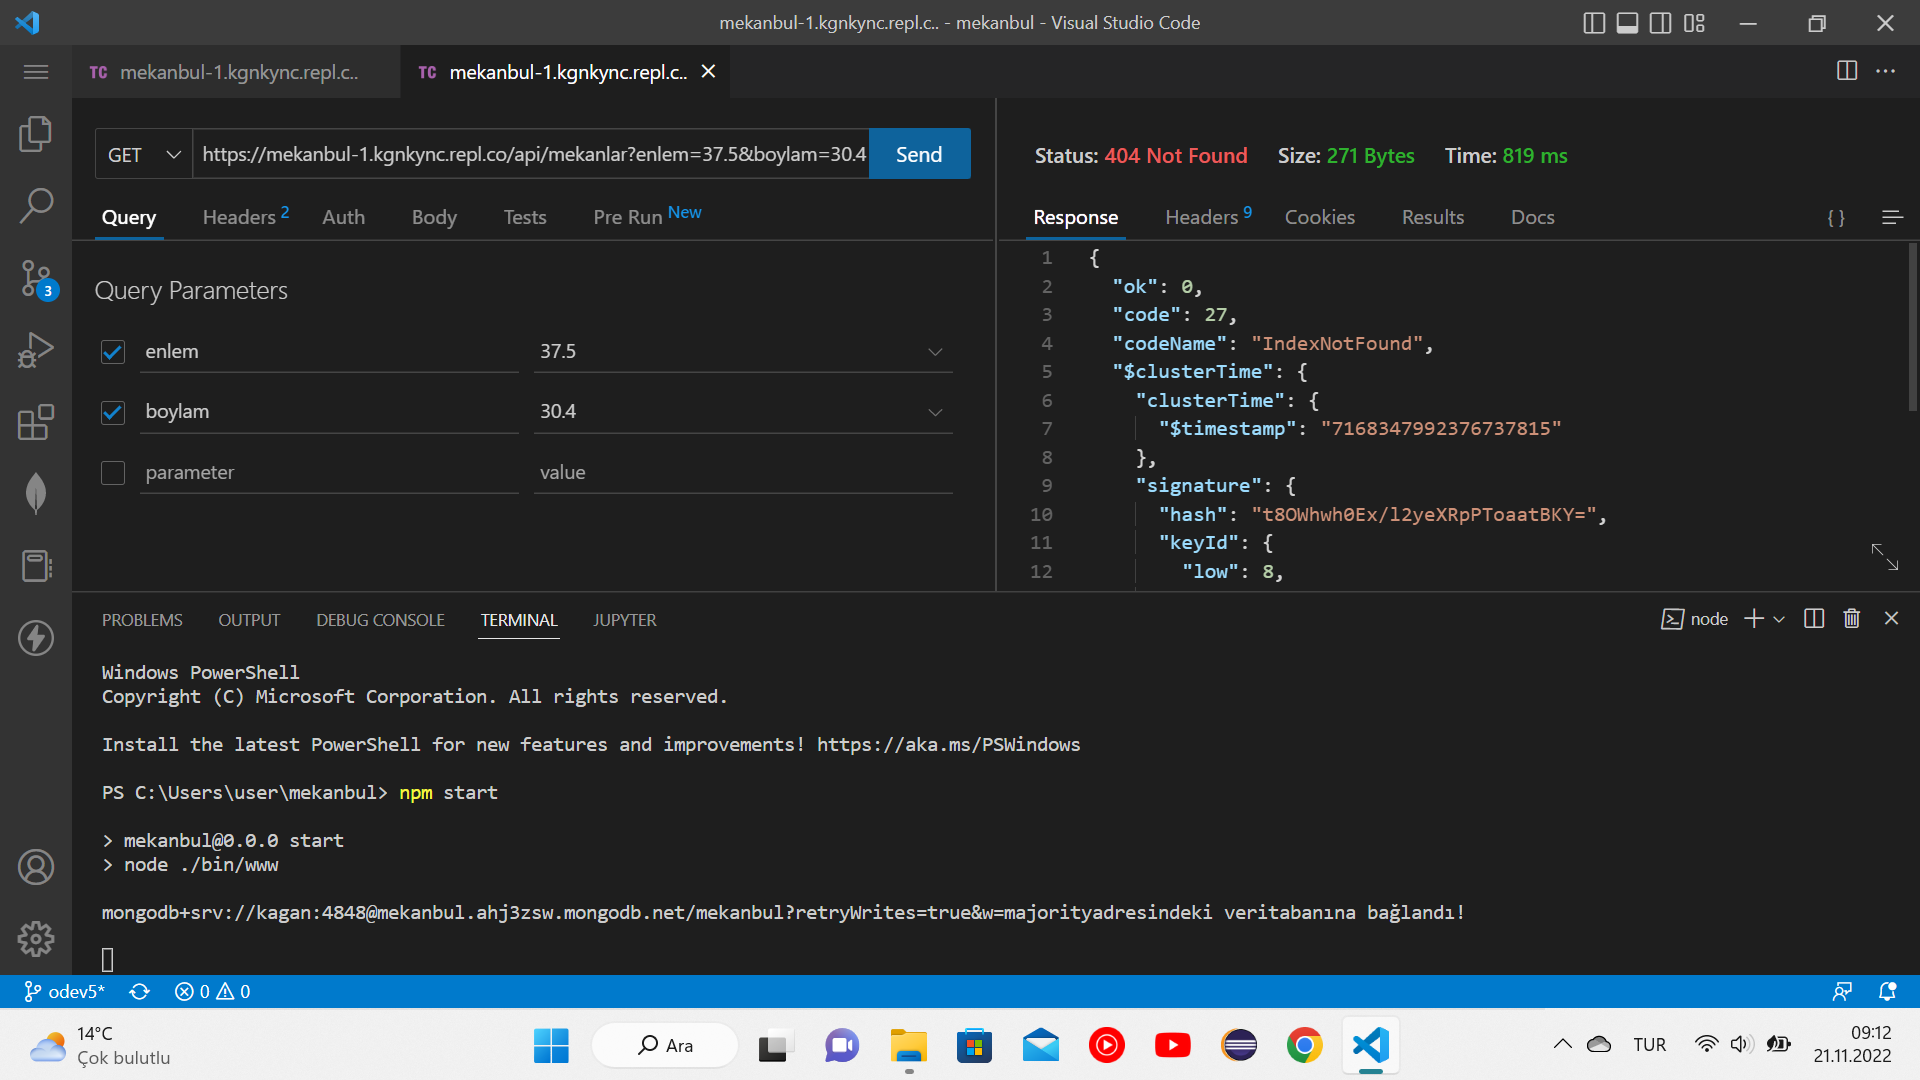 mekanbul-1.kgnkync.repl.c.. - mekanbul - Visual Studio Code
TC mekanbul-1.kgnkync.repl.c..
TC mekanbul-1.kgnkync.repl.c..
GET
https://mekanbul-1.kgnkync.repl.co/api/mekanlar?enlem=37.5&boylam=30.4
Send
Query
Headers 2
Auth
Body
Tests
Pre Run New
Query Parameters
enlem
37.5
boylam
30.4
parameter
value
Status: 404 Not Found
Size: 271 Bytes
Time: 819 ms
Response
Headers 9
Cookies
Results
Docs
{ }
1 {
2 "ok": 0,
3 "code": 27,
4 "codeName": "IndexNotFound",
5 "$clusterTime": {
6 "clusterTime": {
7 "$timestamp": "7168347992376737815"
8 },
9 "signature": {
10 "hash": "t8OWhwh0Ex/l2yeXRpPToaatBKY=",
11 "keyId": {
12 "low": 8,
3
PROBLEMS
OUTPUT
DEBUG CONSOLE
TERMINAL
JUPYTER
node
Windows PowerShell
Copyright (C) Microsoft Corporation. All rights reserved.
Install the latest PowerShell for new features and improvements! https://aka.ms/PSWindows
PS C:\Users\user\mekanbul> npm start
> mekanbul@0.0.0 start
> node ./bin/www
mongodb+srv://kagan:4848@mekanbul.ahj3zsw.mongodb.net/mekanbul?retryWrites=true&w=majorityadresindeki veritabanına bağlandı!
odev5*
0
0
14°C
Çok bulutlu
Ara
TUR
09:12
21.11.2022